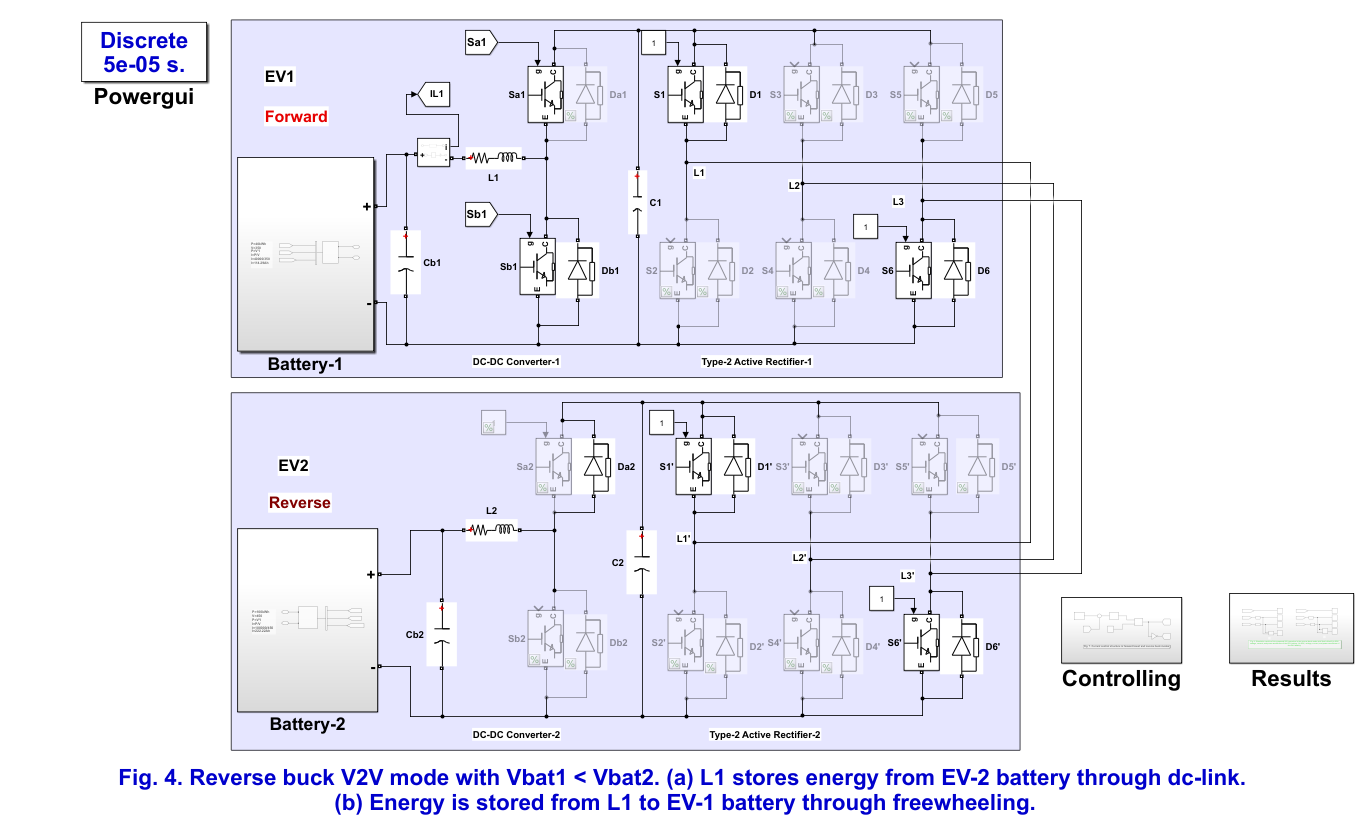 Discrete
5e-05 s.
Powergui
EV1
Forward
Sa1
IL1
Sa1
Da1
1
S1
D1
S3
D3
S5
D5
L1
Sb1
Sb1
Db1
Cb1
C1
L1
L2
L3
1
S2
D2
S4
D4
S6
D6
+
-
Battery-1
DC-DC Converter-1
Type-2 Active Rectifier-1
EV2
Reverse
Sa2
Da2
1
S1'
D1'
S3'
D3'
S5'
D5'
L2
C2
L1'
L2'
L3'
1
Cb2
Sb2
Db2
S2'
D2'
S4'
D4'
S6'
D6'
+
-
Battery-2
DC-DC Converter-2
Type-2 Active Rectifier-2
Controlling
Results
Fig. 4. Reverse buck V2V mode with Vbat1 < Vbat2. (a) L1 stores energy from EV-2 battery through dc-link.
(b) Energy is stored from L1 to EV-1 battery through freewheeling.